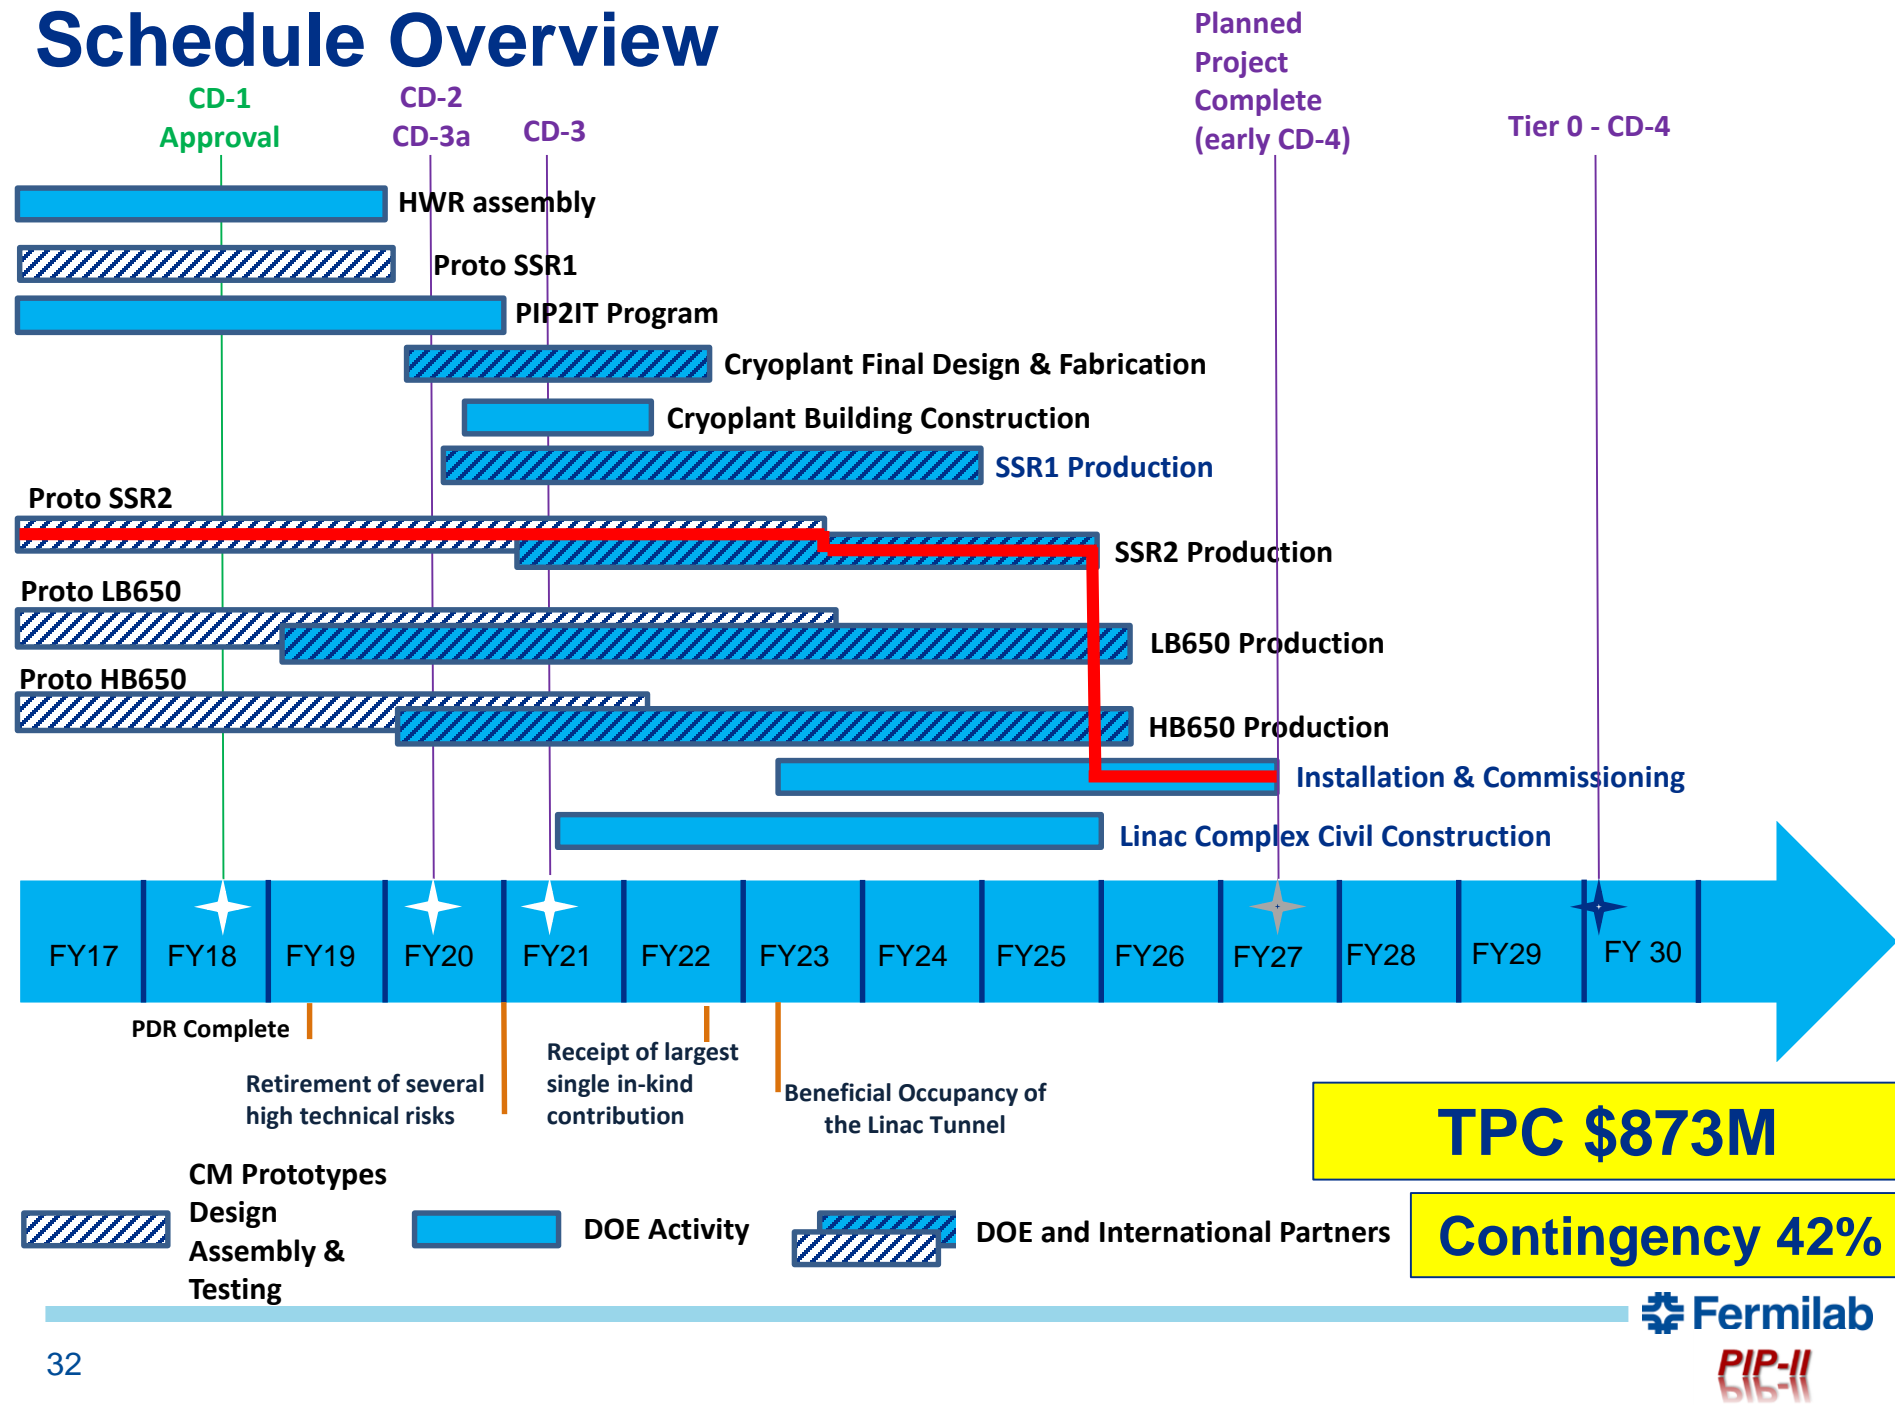 Schedule Overview
CD-1
Approval
CD-2
CD-3a
CD-3
Planned
Project
Complete
(early CD-4)
Tier 0 - CD-4
HWR assembly
Proto SSR1
PIP2IT Program
Cryoplant Final Design & Fabrication
Cryoplant Building Construction
SSR1 Production
Proto SSR2
SSR2 Production
Proto LB650
LB650 Production
Proto HB650
HB650 Production
Installation & Commissioning
Linac Complex Civil Construction
FY17 FY18 FY19 FY20 FY21 FY22 FY23 FY24 FY25 FY26 FY27 FY28 FY29 FY 30
PDR Complete
Retirement of several
high technical risks
Receipt of largest
single in-kind
contribution
Beneficial Occupancy of
the Linac Tunnel
TPC $873M
Contingency 42%
CM Prototypes
Design
Assembly &
Testing
DOE Activity
DOE and International Partners
Fermilab
32
PIP-II